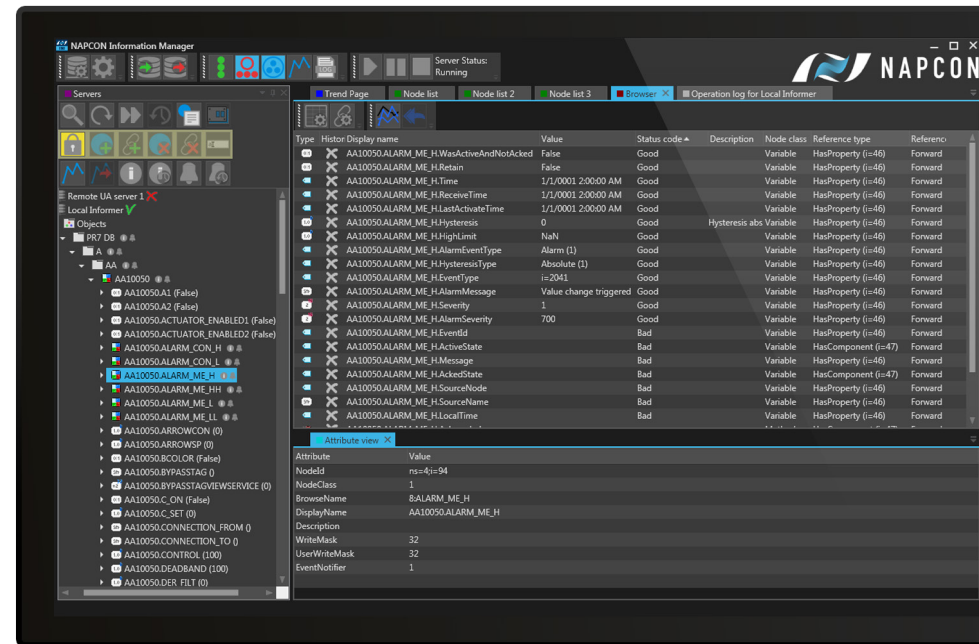 NAPCON Information Manager
Server Status:
Running
NAPCON
Servers
Trend Page
Node list
Node list 2
Node list 3
Browser
Operation log for Local Informer
Remote UA server 1
Local Informer
Objects
PR7 DB
A
AA
AA10050
AA10050.A1 (False)
AA10050.A2 (False)
AA10050.ACTUATOR_ENABLED1 (False)
AA10050.ACTUATOR_ENABLED2 (False)
AA10050.ALARM_CON_H
AA10050.ALARM_CON_L
AA10050.ALARM_ME_H
AA10050.ALARM_ME_HH
AA10050.ALARM_ME_L
AA10050.ALARM_ME_LL
AA10050.ARROWCON (0)
AA10050.ARROWSP (0)
AA10050.BCOLOR (False)
AA10050.BYPASSTAG ()
AA10050.BYPASSTAGVIEWSERVICE (0)
AA10050.C_ON (False)
AA10050.C_SET (0)
AA10050.CONNECTION_FROM ()
AA10050.CONNECTION_TO ()
AA10050.CONTROL (100)
AA10050.DEADBAND (100)
AA10050.DER_FILT (0)
Type Histor Display name Value Status code Description Node class Reference type Referenc
AA10050.ALARM_ME_H.WasActiveAndNotAcked False Good Variable HasProperty (i=46) Forward
AA10050.ALARM_ME_H.Retain False Good Variable HasProperty (i=46) Forward
AA10050.ALARM_ME_H.Time 1/1/0001 2:00:00 AM Good Variable HasProperty (i=46) Forward
AA10050.ALARM_ME_H.ReceiveTime 1/1/0001 2:00:00 AM Good Variable HasProperty (i=46) Forward
AA10050.ALARM_ME_H.LastActivateTime 1/1/0001 2:00:00 AM Good Variable HasProperty (i=46) Forward
AA10050.ALARM_ME_H.Hysteresis 0 Good Hysteresis abs Variable HasProperty (i=46) Forward
AA10050.ALARM_ME_H.HighLimit NaN Good Variable HasProperty (i=46) Forward
AA10050.ALARM_ME_H.AlarmEventType Alarm (1) Good Variable HasProperty (i=46) Forward
AA10050.ALARM_ME_H.HysteresisType Absolute (1) Good Variable HasProperty (i=46) Forward
AA10050.ALARM_ME_H.EventType i=2041 Good Variable HasProperty (i=46) Forward
AA10050.ALARM_ME_H.AlarmMessage Value change triggered Good Variable HasProperty (i=46) Forward
AA10050.ALARM_ME_H.Severity 1 Good Variable HasProperty (i=46) Forward
AA10050.ALARM_ME_H.AlarmSeverity 700 Good Variable HasProperty (i=46) Forward
AA10050.ALARM_ME_H.EventId Bad Variable HasProperty (i=46) Forward
AA10050.ALARM_ME_H.ActiveState Bad Variable HasComponent (i=47) Forward
AA10050.ALARM_ME_H.Message Bad Variable HasProperty (i=46) Forward
AA10050.ALARM_ME_H.AckedState Bad Variable HasComponent (i=47) Forward
AA10050.ALARM_ME_H.SourceNode Bad Variable HasProperty (i=46) Forward
AA10050.ALARM_ME_H.SourceName Bad Variable HasProperty (i=46) Forward
AA10050.ALARM_ME_H.LocalTime Bad Variable HasProperty (i=46) Forward
Attribute view
Attribute Value
NodeId ns=4;i=94
NodeClass 1
BrowseName 8:ALARM_ME_H
DisplayName AA10050.ALARM_ME_H
Description
WriteMask 32
UserWriteMask 32
EventNotifier 1